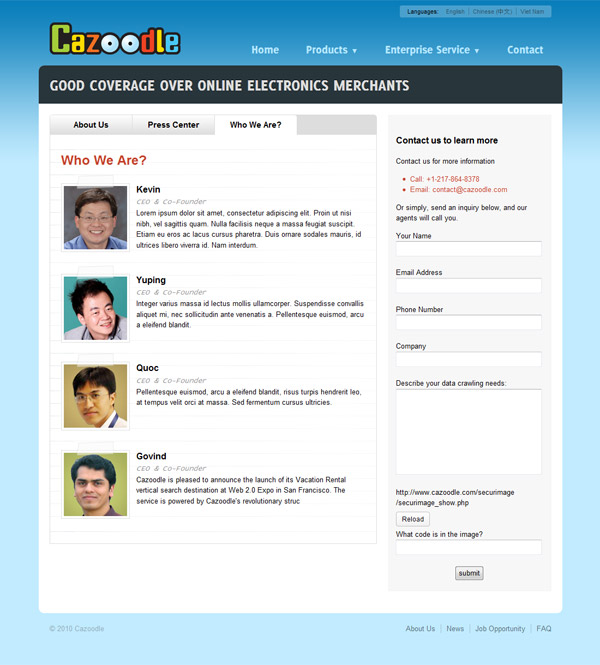 Languages: English Chinese (中文) Viet Nam
Cazoodle
Home Products ▼ Enterprise Service ▼ Contact
GOOD COVERAGE OVER ONLINE ELECTRONICS MERCHANTS
About Us Press Center Who We Are?
Who We Are?
Kevin
CEO & Co-Founder
Lorem ipsum dolor sit amet, consectetur adipiscing elit. Proin ut nisi
nibh, vel sagittis quam. Nulla facilisis neque a massa feugiat suscipit.
Etiam eu eros ac lacus cursus pharetra. Duis ornare sodales mauris, id
ultrices libero viverra id. Nam interdum.
Yuping
CEO & Co-Founder
Integer varius massa id lectus mollis ullamcorper. Suspendisse convallis
aliquet mi, nec sollicitudin ante venenatis a. Pellentesque euismod, arcu
a eleifend blandit.
Quoc
CEO & Co-Founder
Pellentesque euismod, arcu a eleifend blandit, risus turpis hendrerit leo,
at tempus velit orci at massa. Sed fermentum cursus ultricies.
Govind
CEO & Co-Founder
Cazoodle is pleased to announce the launch of its Vacation Rental
vertical search destination at Web 2.0 Expo in San Francisco. The
service is powered by Cazoodle's revolutionary struc
Contact us to learn more
Contact us for more information
Call: +1-217-864-8378
Email: contact@cazoodle.com
Or simply, send an inquiry below, and our
agents will call you.
Your Name
Email Address
Phone Number
Company
Describe your data crawling needs:
http://www.cazoodle.com/securimage
/securimage_show.php
Reload
What code is in the image?
submit
© 2010 Cazoodle
About Us News Job Opportunity FAQ